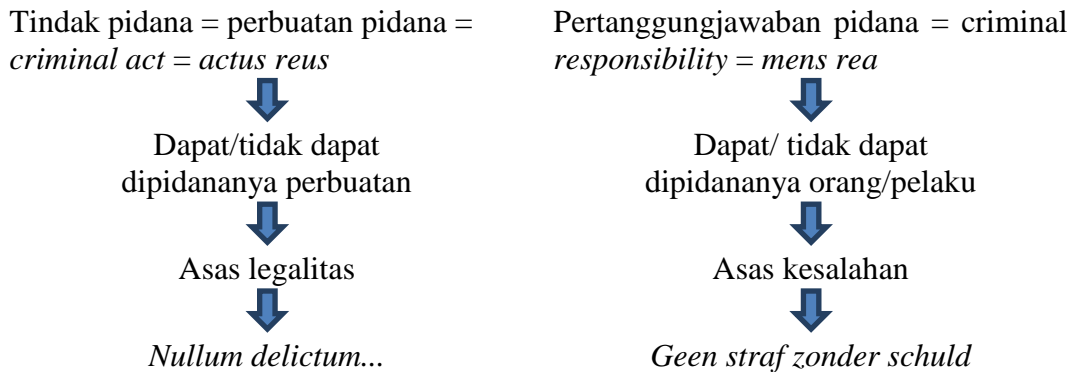 Tindak pidana = perbuatan pidana =
criminal act = actus reus
Dapat/tidak dapat
dipidananya perbuatan
Asas legalitas
Nullum delictum...
Pertanggungjawaban pidana = criminal
responsibility = mens rea
Dapat/ tidak dapat
dipidananya orang/pelaku
Asas kesalahan
Geen straf zonder schuld